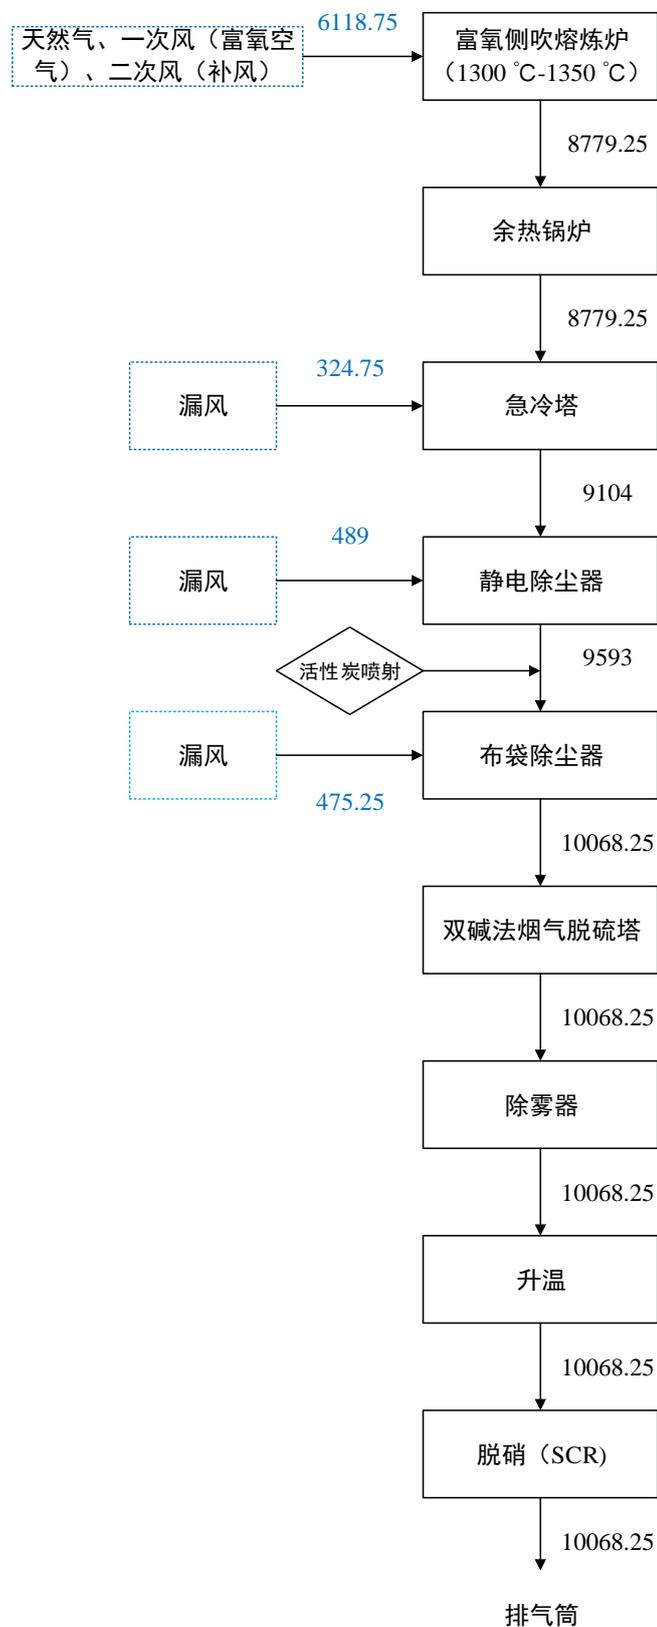 6118.75
天然气、一次风（富氧空
气）、二次风（补风）
富氧侧吹熔炼炉
（1300 ℃-1350 ℃）
8779.25
余热锅炉
8779.25
324.75
漏风
急冷塔
9104
489
漏风
静电除尘器
9593
活性炭喷射
漏风
布袋除尘器
475.25
10068.25
双碱法烟气脱硫塔
10068.25
除雾器
10068.25
升温
10068.25
脱硝（SCR)
10068.25
排气筒